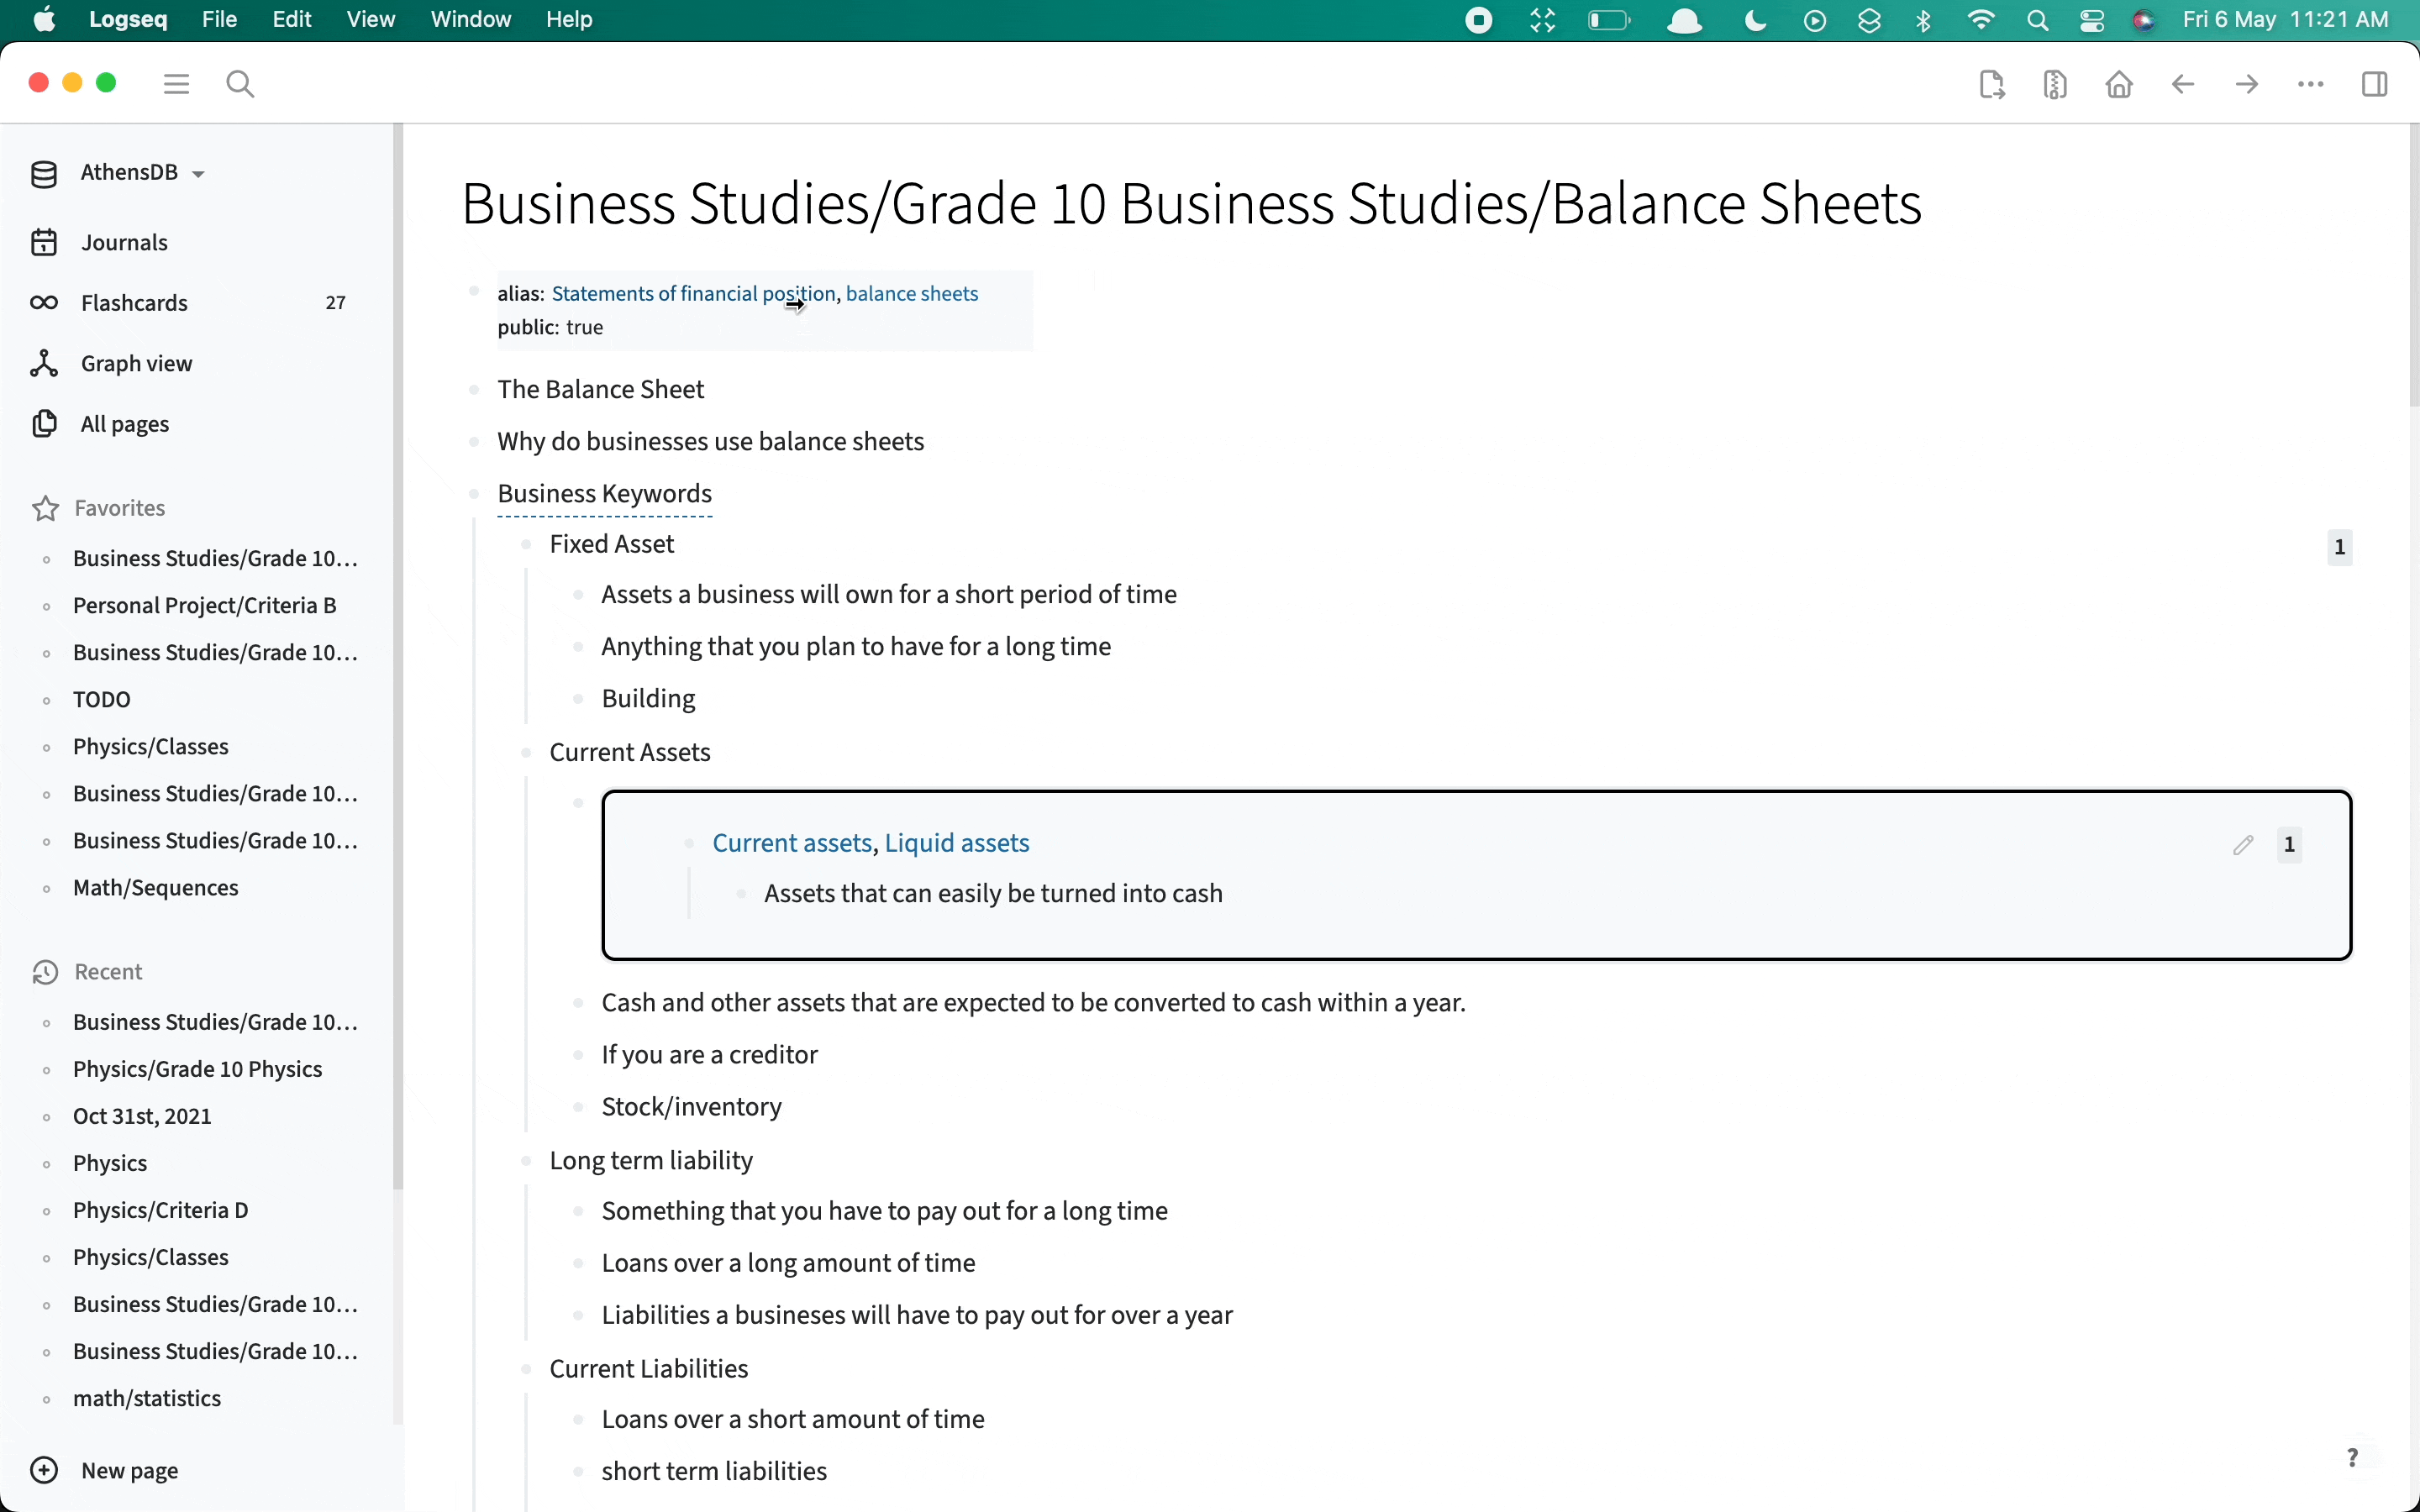 Logseq File Edit View Window Help Fri 6 May 11:21 AM
AthensDB
Journals
Flashcards 27
Graph view
All pages
Favorites
Business Studies/Grade 10...
Personal Project/Criteria B
Business Studies/Grade 10...
TODO
Physics/Classes
Business Studies/Grade 10...
Business Studies/Grade 10...
Math/Sequences
Recent
Business Studies/Grade 10...
Physics/Grade 10 Physics
Oct 31st, 2021
Physics
Physics/Criteria D
Physics/Classes
Business Studies/Grade 10...
Business Studies/Grade 10...
math/statistics
New page
Business Studies/Grade 10 Business Studies/Balance Sheets
alias: Statements of financial position, balance sheets
public: true
The Balance Sheet
Why do businesses use balance sheets
Business Keywords
Fixed Asset 1
Assets a business will own for a short period of time
Anything that you plan to have for a long time
Building
Current Assets
Current assets, Liquid assets 1
Assets that can easily be turned into cash
Cash and other assets that are expected to be converted to cash within a year.
If you are a creditor
Stock/inventory
Long term liability
Something that you have to pay out for a long time
Loans over a long amount of time
Liabilities a busineses will have to pay out for over a year
Current Liabilities
Loans over a short amount of time
short term liabilities
?